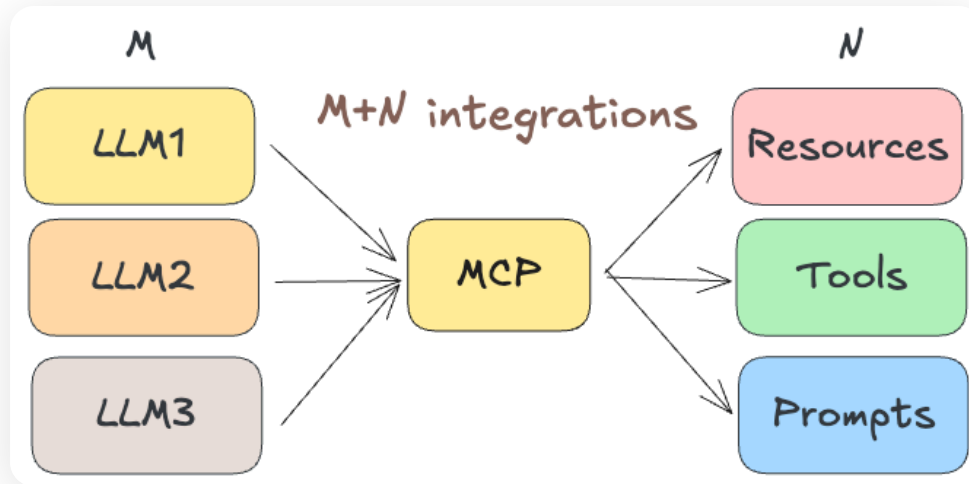 M
N
M+N integrations
LLM1
Resources
LLM2
MCP
Tools
LLM3
Prompts